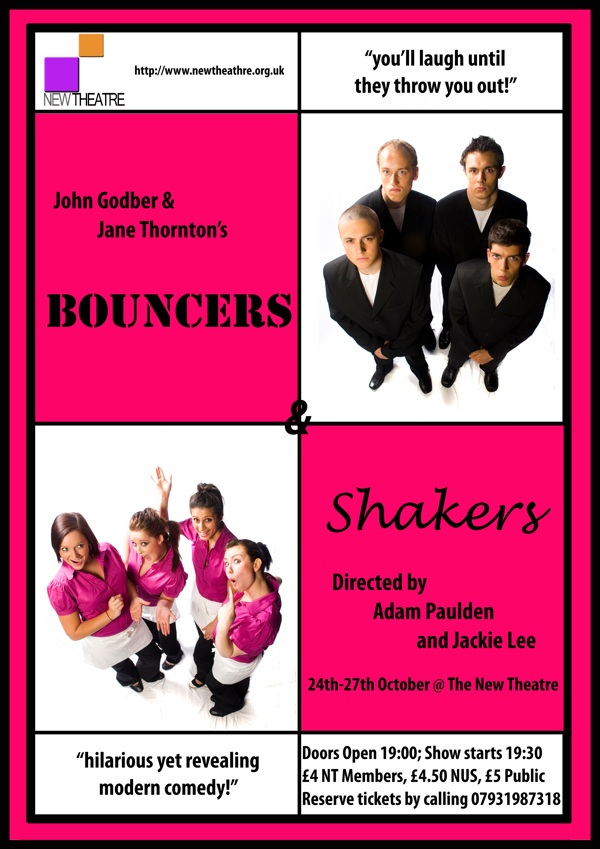 NEW THEATRE
http://www.newtheathre.org.uk
“you’ll laugh until
they throw you out!”
John Godber &
Jane Thornton’s
BOUNCERS
&
Shakers
Directed by
Adam Paulden
and Jackie Lee
24th-27th October @ The New Theatre
“hilarious yet revealing
modern comedy!”
Doors Open 19:00; Show starts 19:30
£4 NT Members, £4.50 NUS, £5 Public
Reserve tickets by calling 07931987318